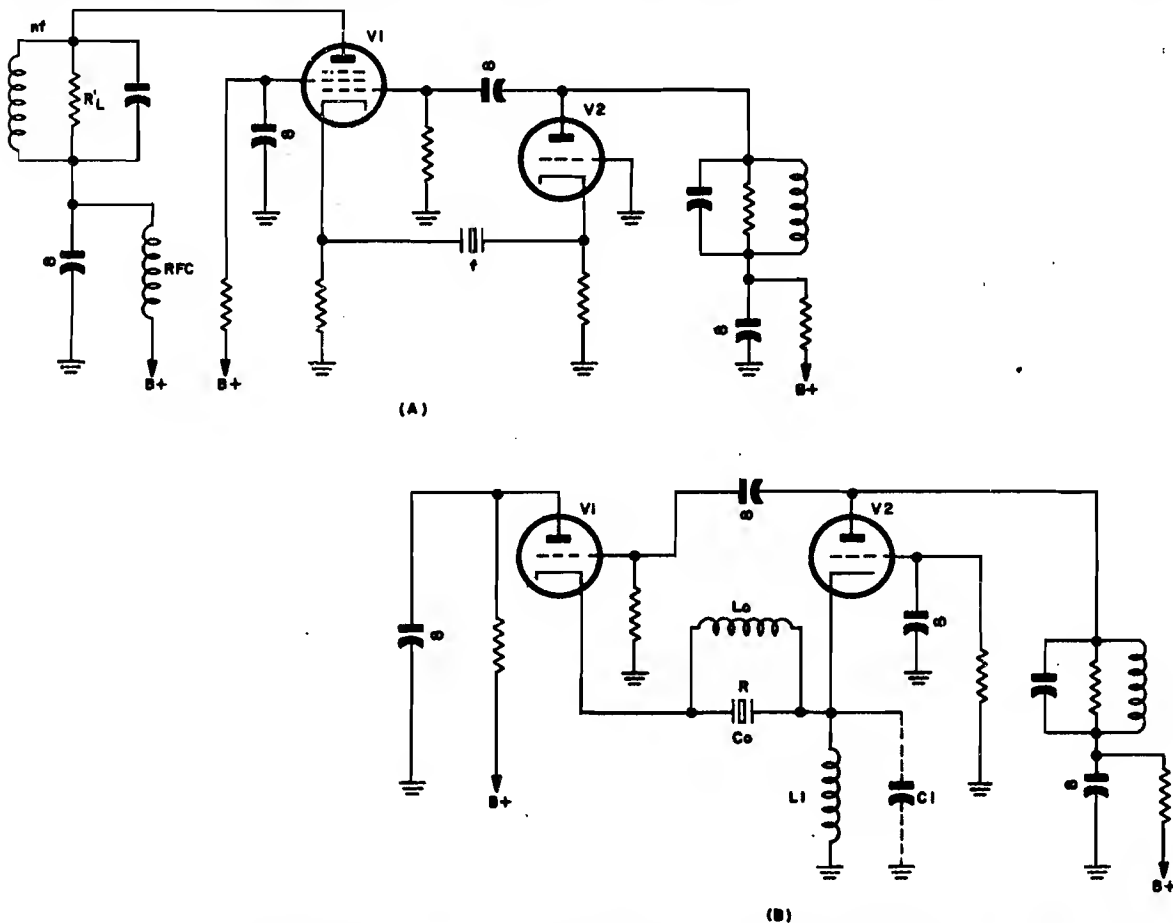 nf
V1
∞
V2
R'L
∞
∞
RFC
f
∞
B+
B+
B+
(A)
∞
V1
V2
∞
Lo
∞
R
Co
L1
C1
∞
B+
B+
(B)